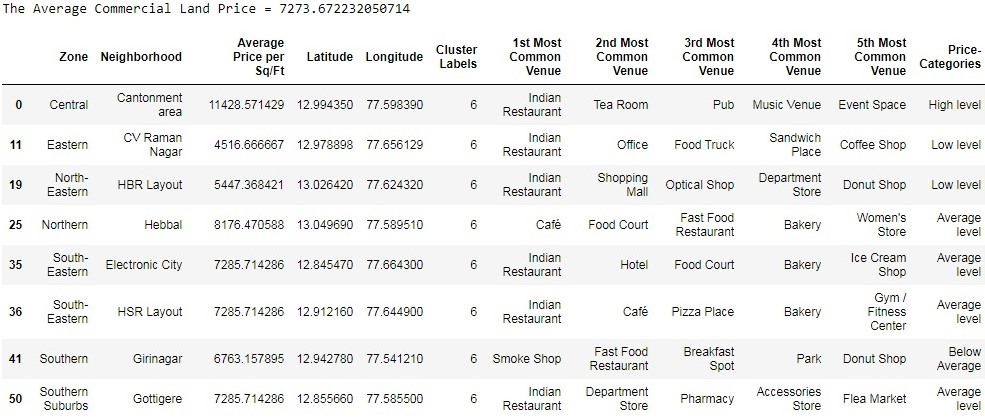 The Average Commercial Land Price = 7273.672232050714
Zone Neighborhood Average Price per Sq/Ft Latitude Longitude Cluster Labels 1st Most Common Venue 2nd Most Common Venue 3rd Most Common Venue 4th Most Common Venue 5th Most Common Venue Price-Categories
0 Central Cantonment area 11428.571429 12.994350 77.598390 6 Indian Restaurant Tea Room Pub Music Venue Event Space High level
11 Eastern CV Raman Nagar 4516.666667 12.978898 77.656129 6 Indian Restaurant Office Food Truck Sandwich Place Coffee Shop Low level
19 North-Eastern HBR Layout 5447.368421 13.026420 77.624320 6 Indian Restaurant Shopping Mall Optical Shop Department Store Donut Shop Low level
25 Northern Hebbal 8176.470588 13.049690 77.589510 6 Café Food Court Fast Food Restaurant Bakery Women's Store Average level
35 South-Eastern Electronic City 7285.714286 12.845470 77.664300 6 Indian Restaurant Hotel Food Court Bakery Ice Cream Shop Average level
36 South-Eastern HSR Layout 7285.714286 12.912160 77.644900 6 Indian Restaurant Café Pizza Place Bakery Gym / Fitness Center Average level
41 Southern Girinagar 6763.157895 12.942780 77.541210 6 Smoke Shop Fast Food Restaurant Breakfast Spot Park Donut Shop Below Average
50 Southern Suburbs Gottigere 7285.714286 12.855660 77.585500 6 Indian Restaurant Department Store Pharmacy Accessories Store Flea Market Average level